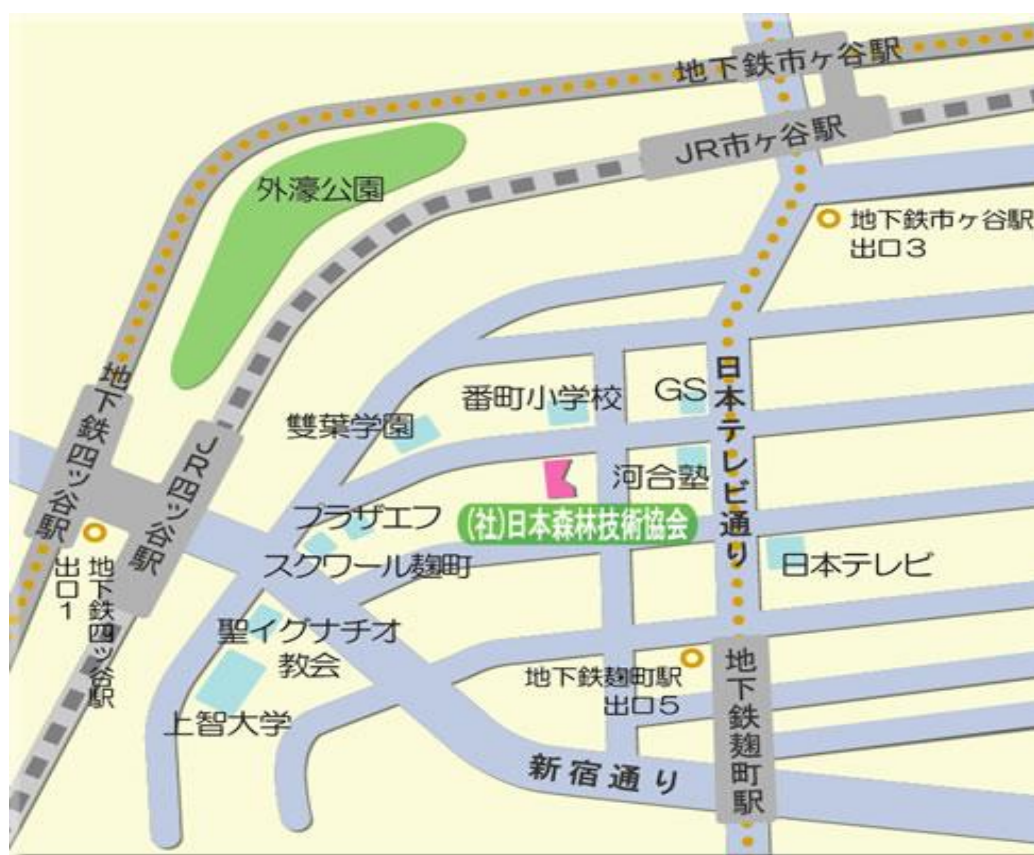 地下鉄市ヶ谷駅
JR市ヶ谷駅
外濠公園
地下鉄市ヶ谷駅
出口3
日本テレビ通り
GS
番町小学校
雙葉学園
地下鉄四ッ谷駅
JR四ッ谷駅
河合塾
プラザエフ
(社)日本森林技術協会
スクワール麹町
日本テレビ
地下鉄四ッ谷駅
出口1
聖イグナチオ
教会
上智大学
地下鉄麹町駅
出口5
地下鉄麹町駅
新宿通り